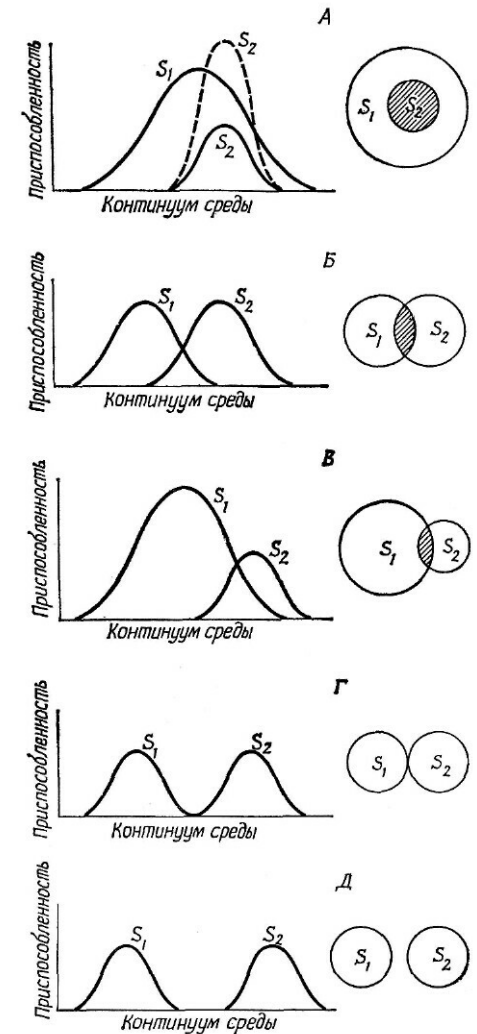 А
Приспособленность
S1
S2
S2
Континуум среды
S1
S2
Б
Приспособленность
S1
S2
Континуум среды
S1
S2
В
Приспособленность
S1
S2
Континуум среды
S1
S2
Г
Приспособленность
S1
S2
Континуум среды
S1
S2
Д
Приспособленность
S1
S2
Континуум среды
S1
S2